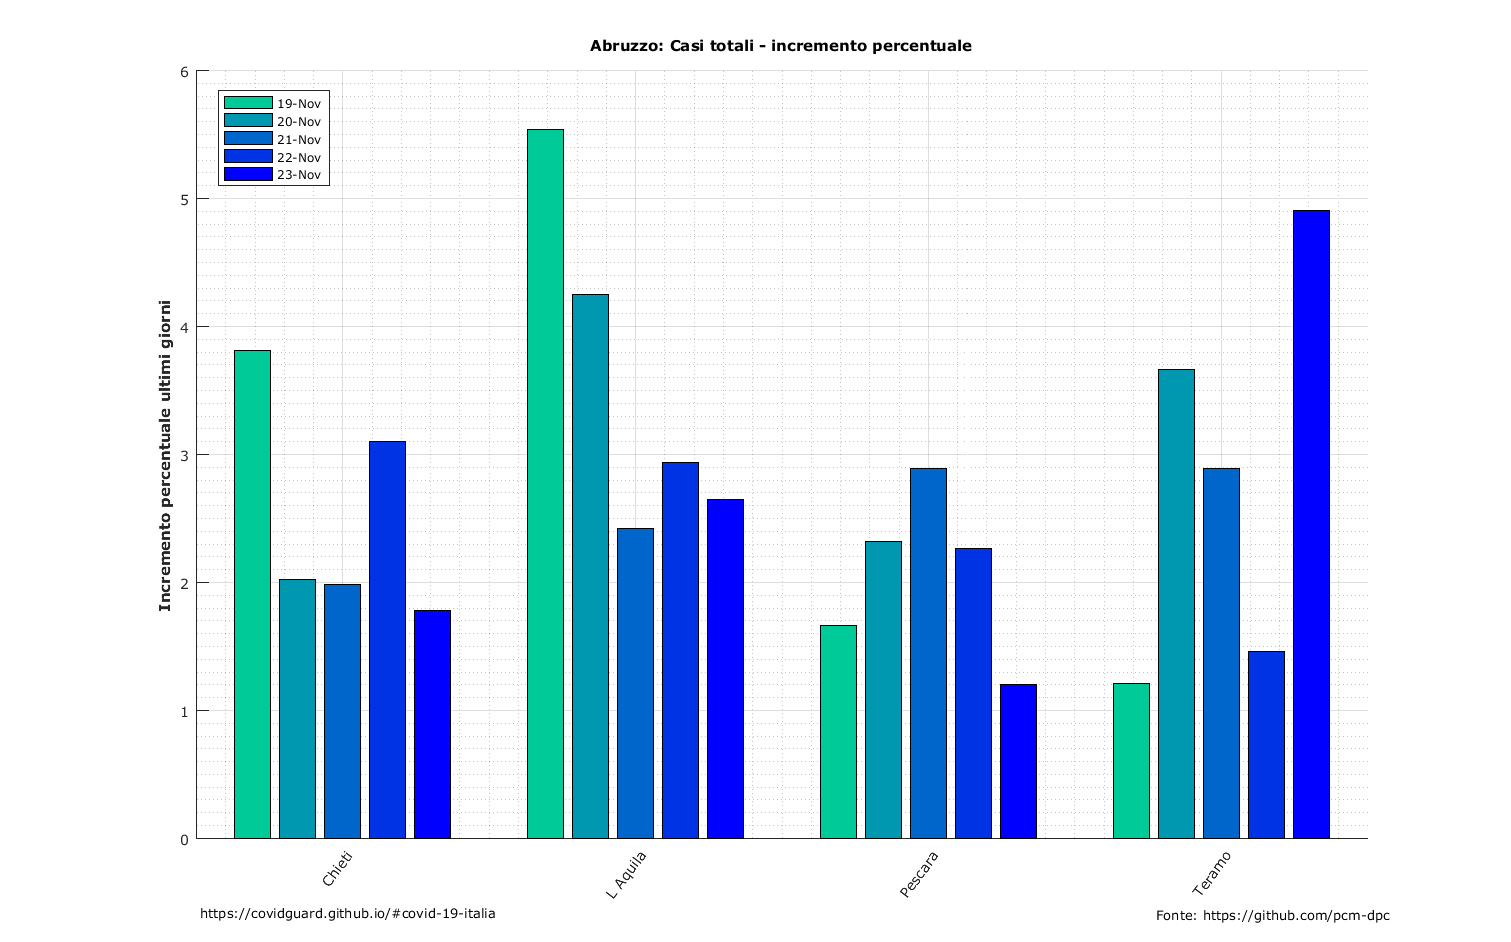 Abruzzo: Casi totali - incremento percentuale
Incremento percentuale ultimi giorni
6
5
4
3
2
1
0
19-Nov
20-Nov
21-Nov
22-Nov
23-Nov
Chieti
L Aquila
Pescara
Teramo
https://covidguard.github.io/#covid-19-italia
Fonte: https://github.com/pcm-dpc